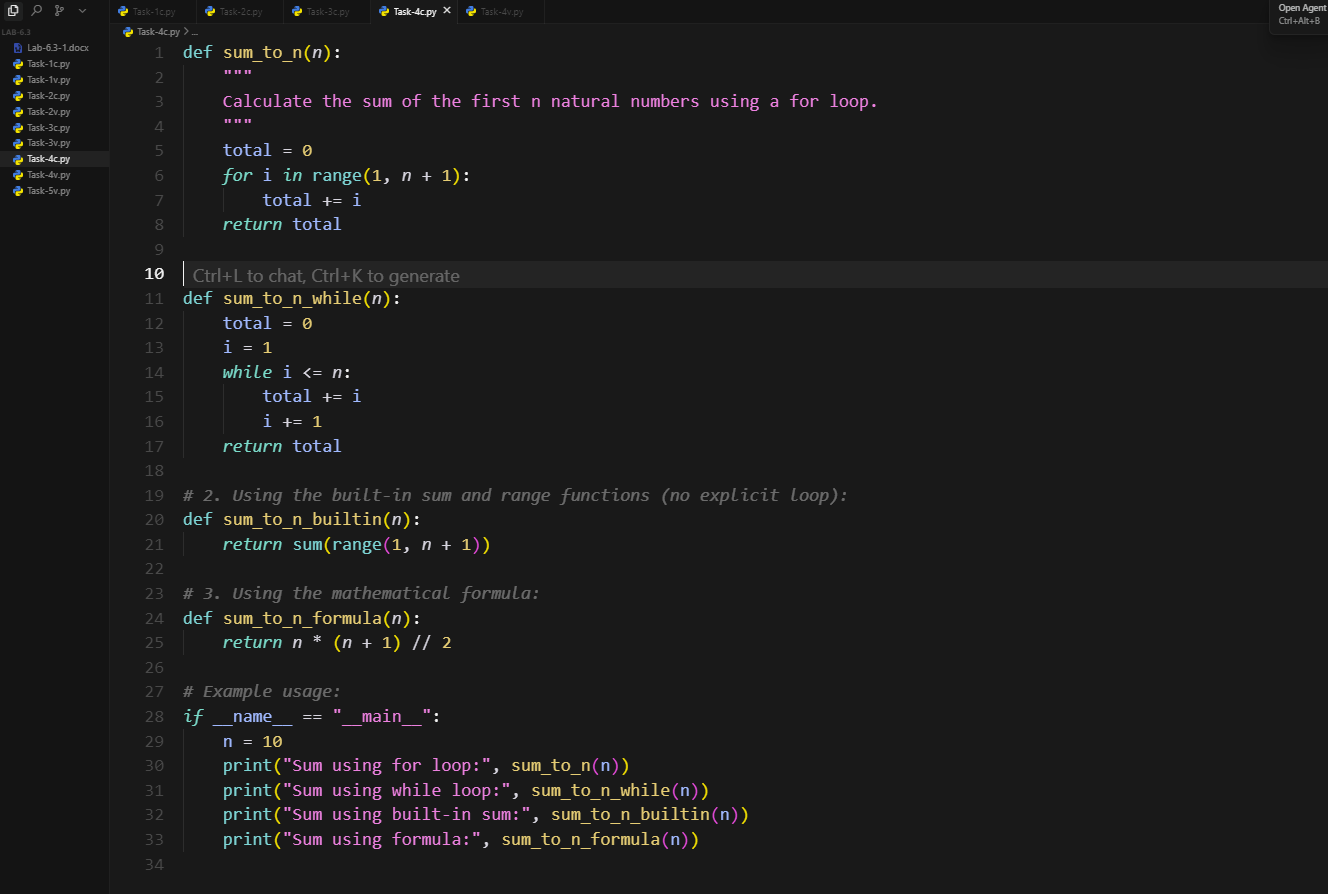 Task-1c.py Task-2c.py Task-3c.py Task-4c.py Task-4v.py
Open Agent
Ctrl+Alt+B
LAB-6.3
Lab-6.3-1.docx
Task-1c.py
Task-1v.py
Task-2c.py
Task-2v.py
Task-3c.py
Task-3v.py
Task-4c.py
Task-4v.py
Task-5v.py
Task-4c.py > ...
1 def sum_to_n(n):
2 """
3 Calculate the sum of the first n natural numbers using a for loop.
4 """
5 total = 0
6 for i in range(1, n + 1):
7 total += i
8 return total
9
10 Ctrl+L to chat, Ctrl+K to generate
11 def sum_to_n_while(n):
12 total = 0
13 i = 1
14 while i <= n:
15 total += i
16 i += 1
17 return total
18
19 # 2. Using the built-in sum and range functions (no explicit loop):
20 def sum_to_n_builtin(n):
21 return sum(range(1, n + 1))
22
23 # 3. Using the mathematical formula:
24 def sum_to_n_formula(n):
25 return n * (n + 1) // 2
26
27 # Example usage:
28 if __name__ == "__main__":
29 n = 10
30 print("Sum using for loop:", sum_to_n(n))
31 print("Sum using while loop:", sum_to_n_while(n))
32 print("Sum using built-in sum:", sum_to_n_builtin(n))
33 print("Sum using formula:", sum_to_n_formula(n))
34